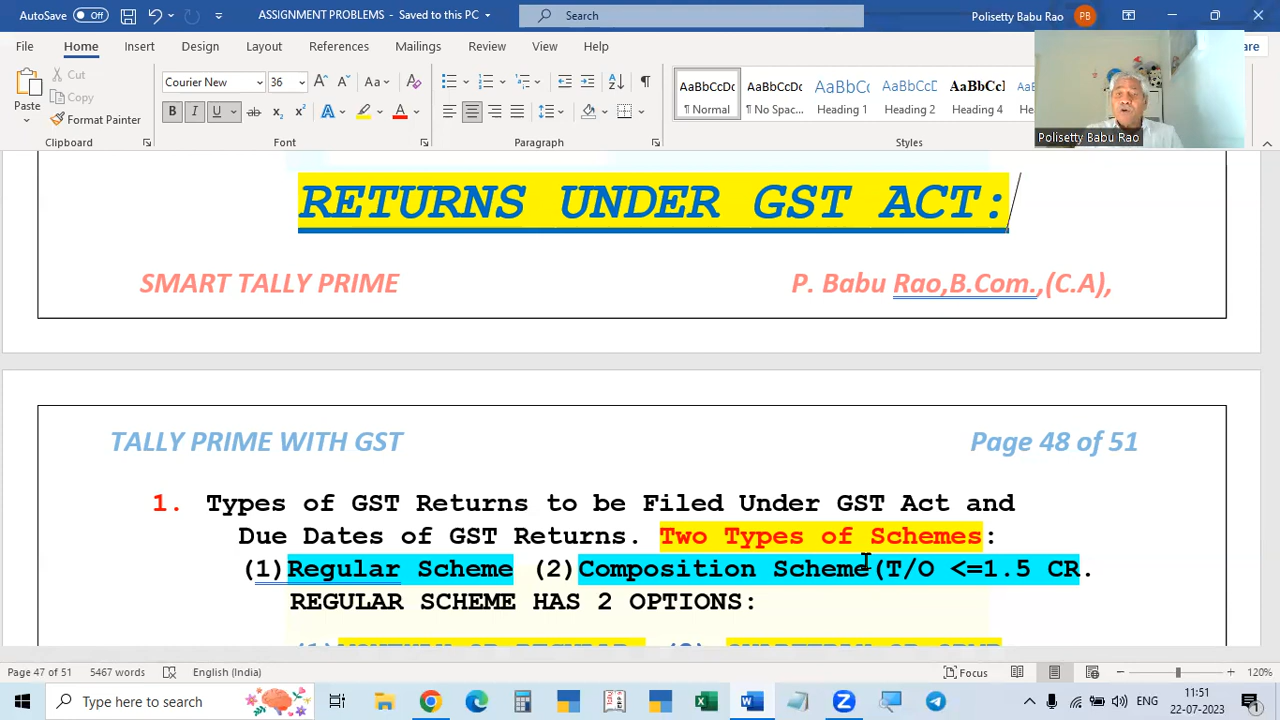 AutoSave Off TALLY ASSIGNMENT PROBLEMS - Word Search Polisetty Babu Rao PB
File Home Insert Design Layout References Mailings Review View Help
Paste Cut Copy Format Painter Courier New 36 Aa
B I U A ¶
AaBbCcDc AaBbCcDc AaBbCc AaBbCcD AaBbCcD
¶ Normal ¶ No Spac... Heading 1 Heading 2 Heading 4
Polisetty Babu Rao
Clipboard Font Paragraph Styles
RETURNS UNDER GST ACT:
SMART TALLY PRIME P. Babu Rao,B.Com.,(C.A),
TALLY PRIME WITH GST Page 48 of 51
1. Types of GST Returns to be Filed Under GST Act and
Due Dates of GST Returns. Two Types of Schemes:
(1)Regular Scheme (2)Composition Scheme(T/O <=1.5 CR.
REGULAR SCHEME HAS 2 OPTIONS:
Page 47 of 51 5467 words English (India) Focus 120%
Type here to search ENG 11:51
22-07-2023